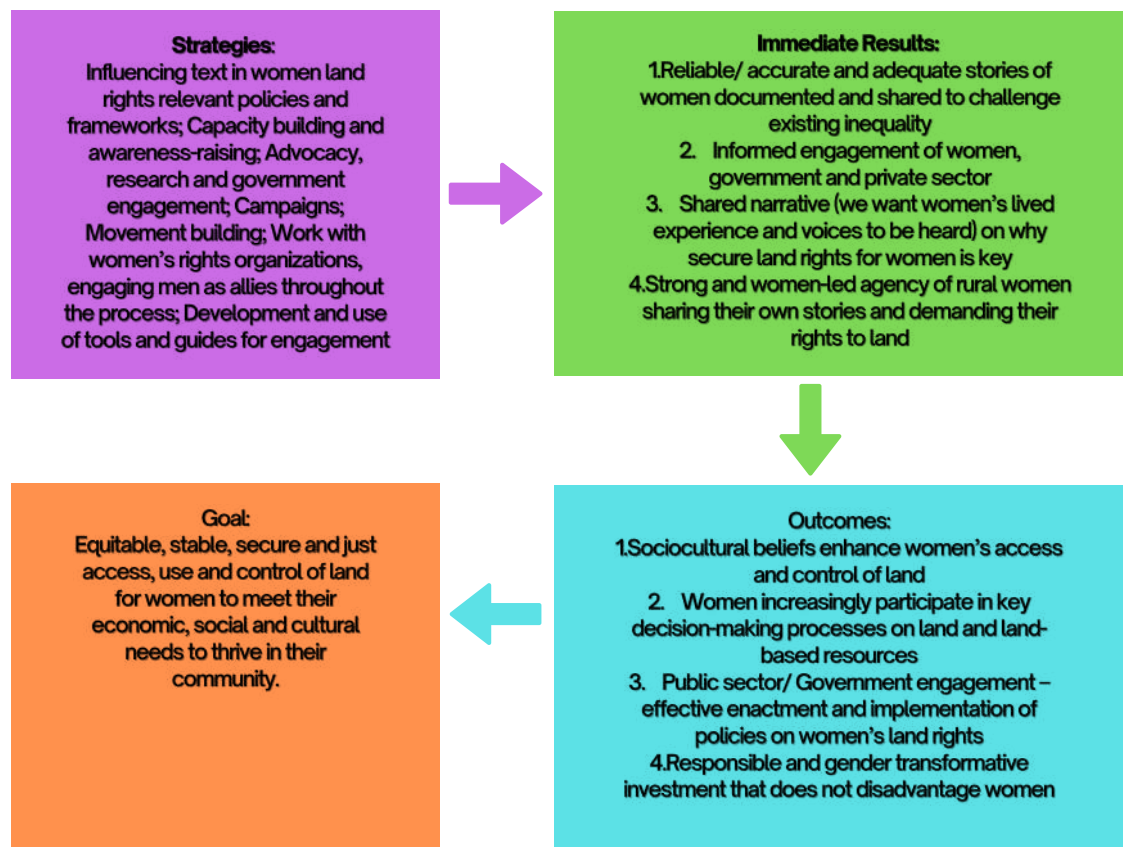 Strategies:
Influencing text in women land
rights relevant policies and
frameworks; Capacity building and
awareness-raising; Advocacy,
research and government
engagement; Campaigns;
Movement building; Work with
women's rights organizations,
engaging men as allies throughout
the process; Development and use
of tools and guides for engagement
Immediate Results:
1.Reliable/ accurate and adequate stories of
women documented and shared to challenge
existing inequality
2. Informed engagement of women,
government and private sector
3. Shared narrative (we want women's lived
experience and voices to be heard) on why
secure land rights for women is key
4.Strong and women-led agency of rural women
sharing their own stories and demanding their
rights to land
Outcomes:
1.Sociocultural beliefs enhance women's access
and control of land
2. Women increasingly participate in key
decision-making processes on land and land-
based resources
3. Public sector/ Government engagement –
effective enactment and implementation of
policies on women's land rights
4.Responsible and gender transformative
investment that does not disadvantage women
Goal:
Equitable, stable, secure and just
access, use and control of land
for women to meet their
economic, social and cultural
needs to thrive in their
community.